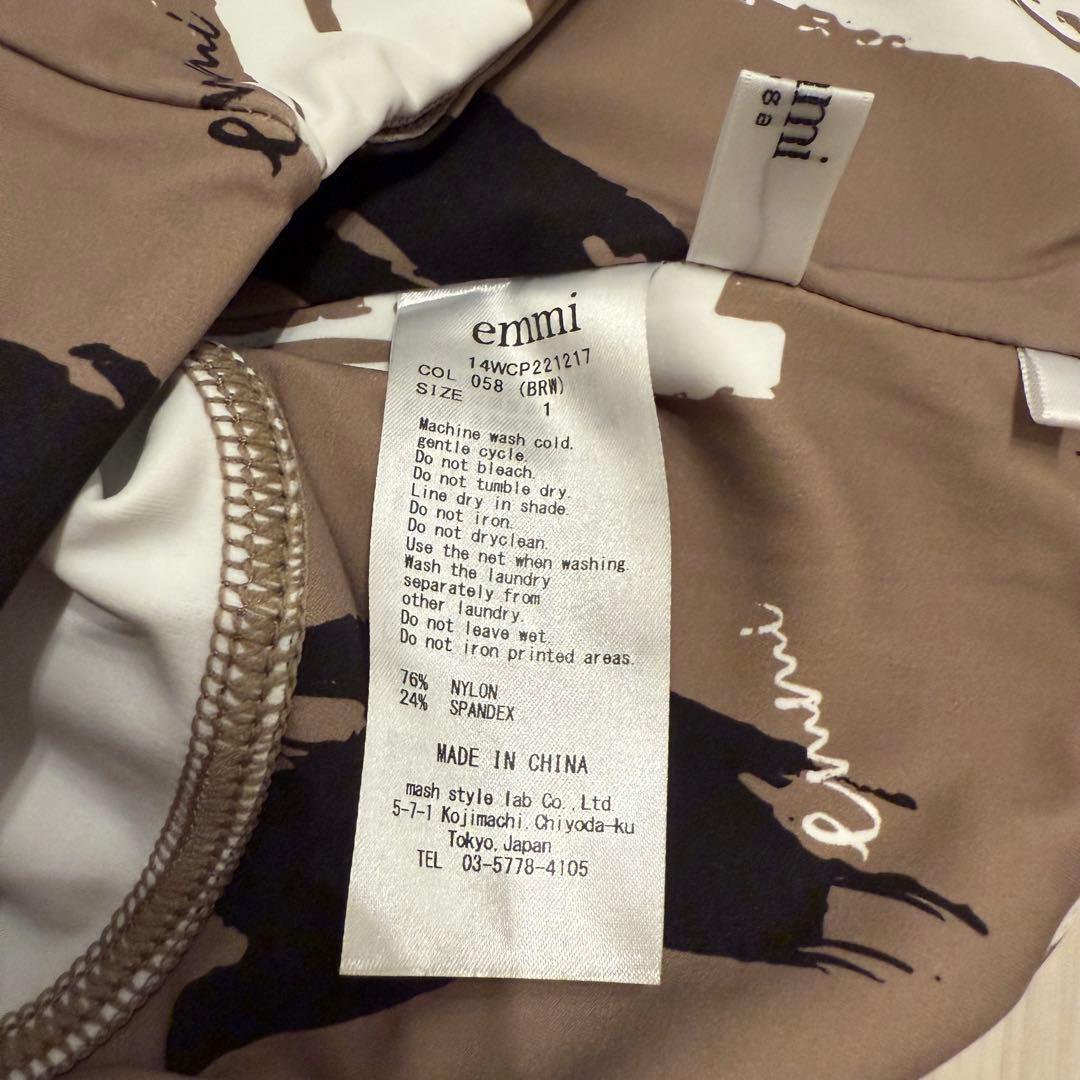 emmi
emmi
emmi
14WCP221217
COL 058 (BRW)
SIZE 1
Machine wash cold.
gentle cycle.
Do not bleach.
Do not tumble dry.
Line dry in shade.
Do not iron.
Do not dryclean.
Use the net when washing.
Wash the laundry
separately from
other laundry.
Do not leave wet.
Do not iron printed areas.
76% NYLON
24% SPANDEX
MADE IN CHINA
mash style lab Co.,Ltd.
5-7-1 Kojimachi, Chiyoda-ku
Tokyo, Japan
TEL 03-5778-4105
emmi